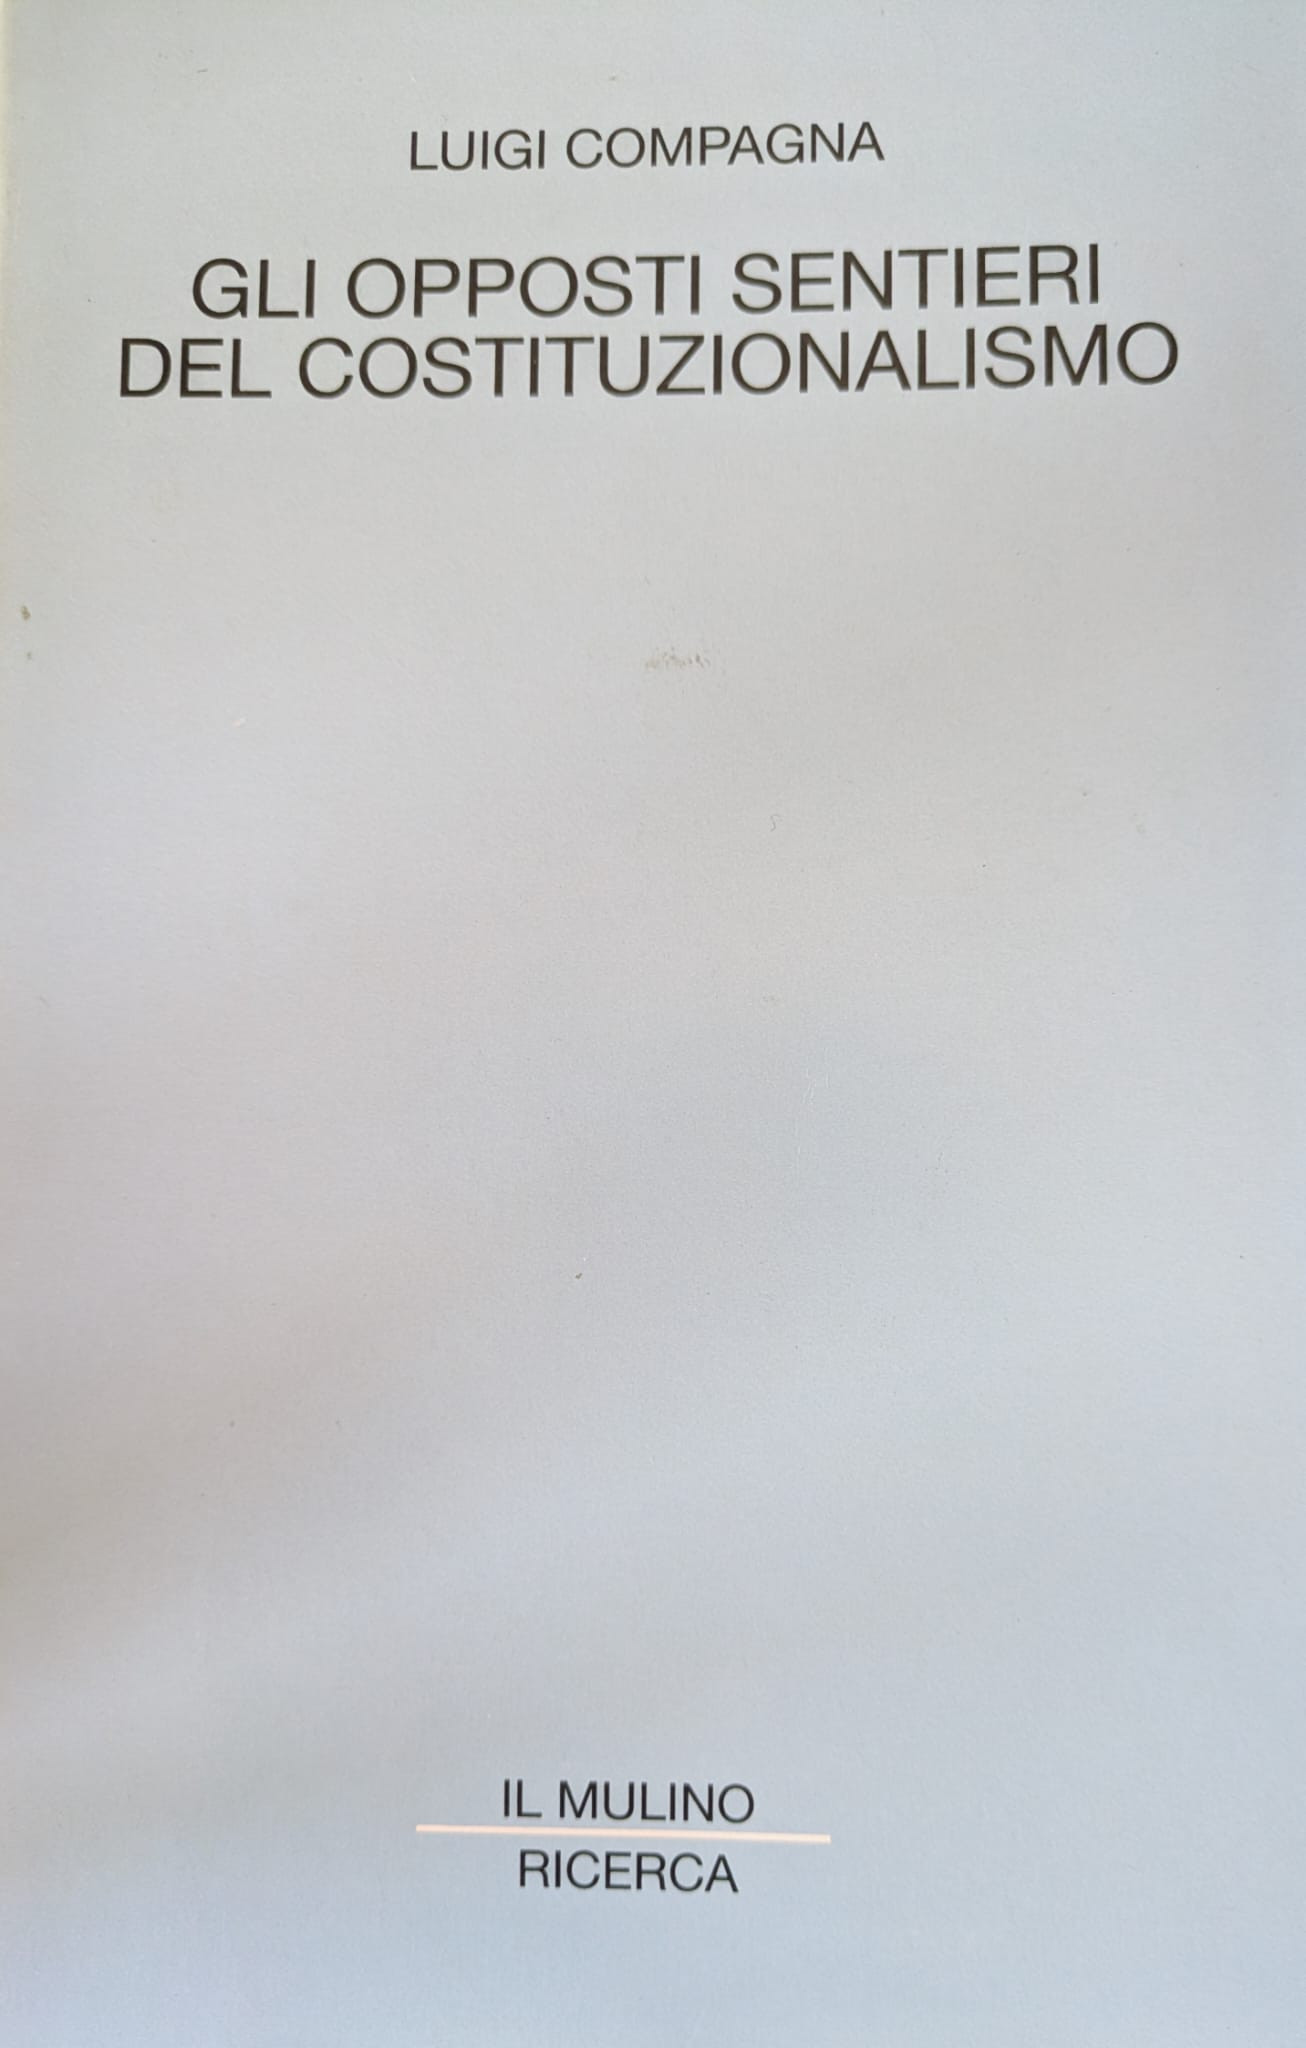 LUIGI COMPAGNA
GLI OPPOSTI SENTIERI
DEL COSTITUZIONALISMO
IL MULINO
RICERCA